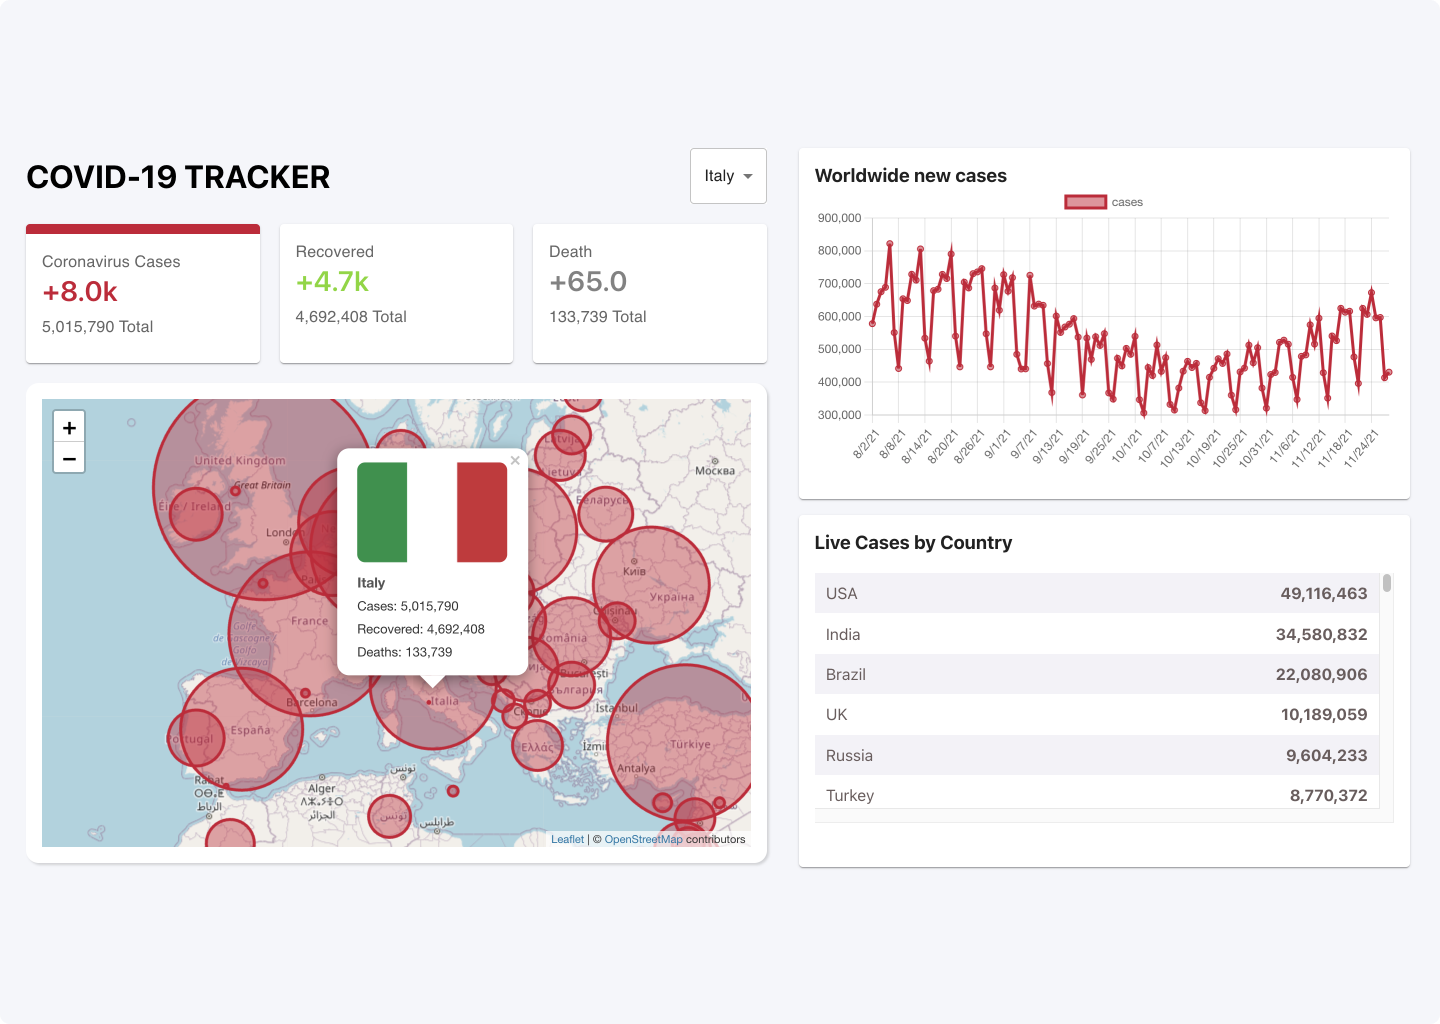 COVID-19 TRACKER
Italy
Coronavirus Cases
+8.0k
5,015,790 Total
Recovered
+4.7k
4,692,408 Total
Death
+65.0
133,739 Total
+
−
United Kingdom
Great Britain
Éire / Ireland
Latvija
Lietuva
Москва
Беларусь
Київ
Україна
Chișinău
France
Golfe
de Gascogne
Golfo
de Vizcaya
Barcelona
España
Portugal
Italia
România
București
България
Скопје
İstanbul
Ελλάς
İzmir
Türkiye
Antalya
Rabat
ⵔⴱⴰⵟ
الرباط
Alger
الجزائر
تونس
تونس
طرابلس
×
Italy
Cases: 5,015,790
Recovered: 4,692,408
Deaths: 133,739
Leaflet | © OpenStreetMap contributors
Worldwide new cases
cases
900,000
800,000
700,000
600,000
500,000
400,000
300,000
8/2/21
8/8/21
8/14/21
8/20/21
8/26/21
9/1/21
9/7/21
9/13/21
9/19/21
9/25/21
10/1/21
10/7/21
10/13/21
10/19/21
10/25/21
10/31/21
11/6/21
11/12/21
11/18/21
11/24/21
Live Cases by Country
USA 49,116,463
India 34,580,832
Brazil 22,080,906
UK 10,189,059
Russia 9,604,233
Turkey 8,770,372